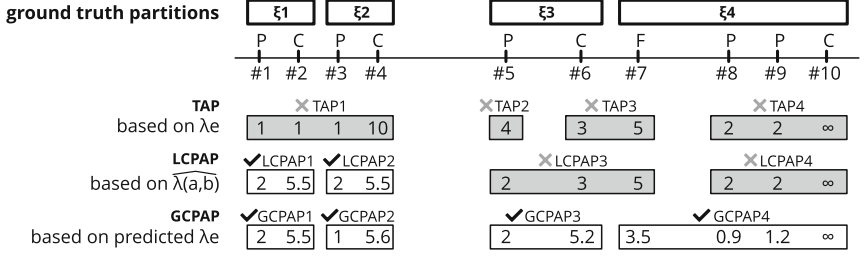 ground truth partitions ξ1 ξ2 ξ3 ξ4
P C P C P C F P P C
#1 #2 #3 #4 #5 #6 #7 #8 #9 #10
TAP ✕ TAP1 ✕ TAP2 ✕ TAP3 ✕ TAP4
based on λe 1 1 1 10 4 3 5 2 2 ∞
LCPAP ✓LCPAP1 ✓LCPAP2 ✕ LCPAP3 ✕ LCPAP4
based on λ(a,b) 2 5.5 2 5.5 2 3 5 2 2 ∞
GCPAP ✓GCPAP1 ✓GCPAP2 ✓ GCPAP3 ✓ GCPAP4
based on predicted λe 2 5.5 1 5.6 2 5.2 3.5 0.9 1.2 ∞